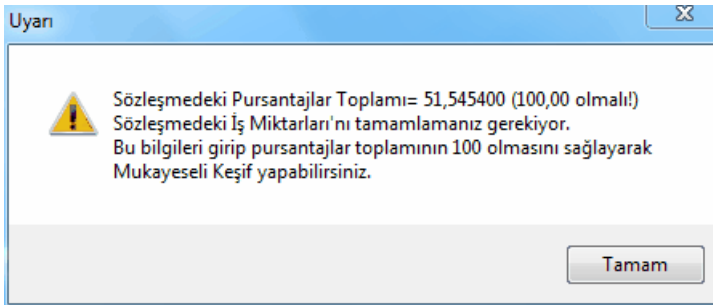 Uyarı
Sözleşmedeki Pursantajlar Toplamı= 51,545400 (100,00 olmalı!)
Sözleşmedeki İş Miktarları'nı tamamlamanız gerekiyor.
Bu bilgileri girip pursantajlar toplamının 100 olmasını sağlayarak
Mukayeseli Keşif yapabilirsiniz.
Tamam